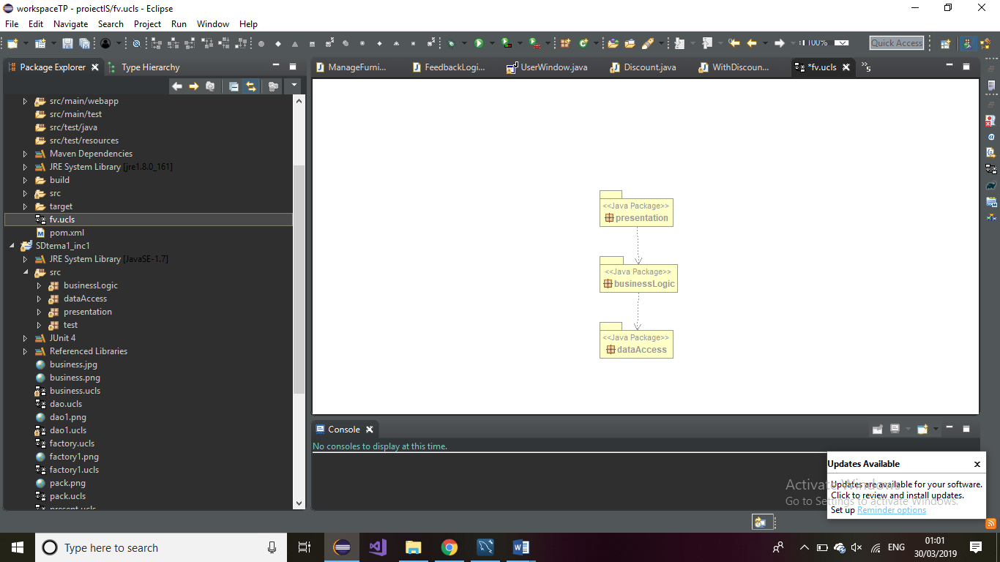 workspaceTP - proiectIS/fv.ucls - Eclipse
File Edit Navigate Search Project Run Window Help
100% Quick Access
Package Explorer Type Hierarchy
ManageFurni... FeedbackLogi... UserWindow.java Discount.java WithDiscoun... *fv.ucls »5
src/main/webapp
src/main/test
src/test/java
src/test/resources
Maven Dependencies
JRE System Library [jre1.8.0_161]
build
src
target
fv.ucls
pom.xml
SDtema1_inc1
JRE System Library [JavaSE-1.7]
src
businessLogic
dataAccess
presentation
test
JUnit 4
Referenced Libraries
business.jpg
business.png
business.ucls
dao.ucls
dao1.png
dao1.ucls
factory.ucls
factory1.png
factory1.ucls
pack.png
pack.ucls
present.ucls
<<Java Package>>
presentation
<<Java Package>>
businessLogic
<<Java Package>>
dataAccess
Console
No consoles to display at this time.
Updates Available
Updates are available for your software.
Click to review and install updates.
Set up Reminder options
Activate Windows
Go to Settings to activate Windows.
Type here to search
ENG
01:01
30/03/2019